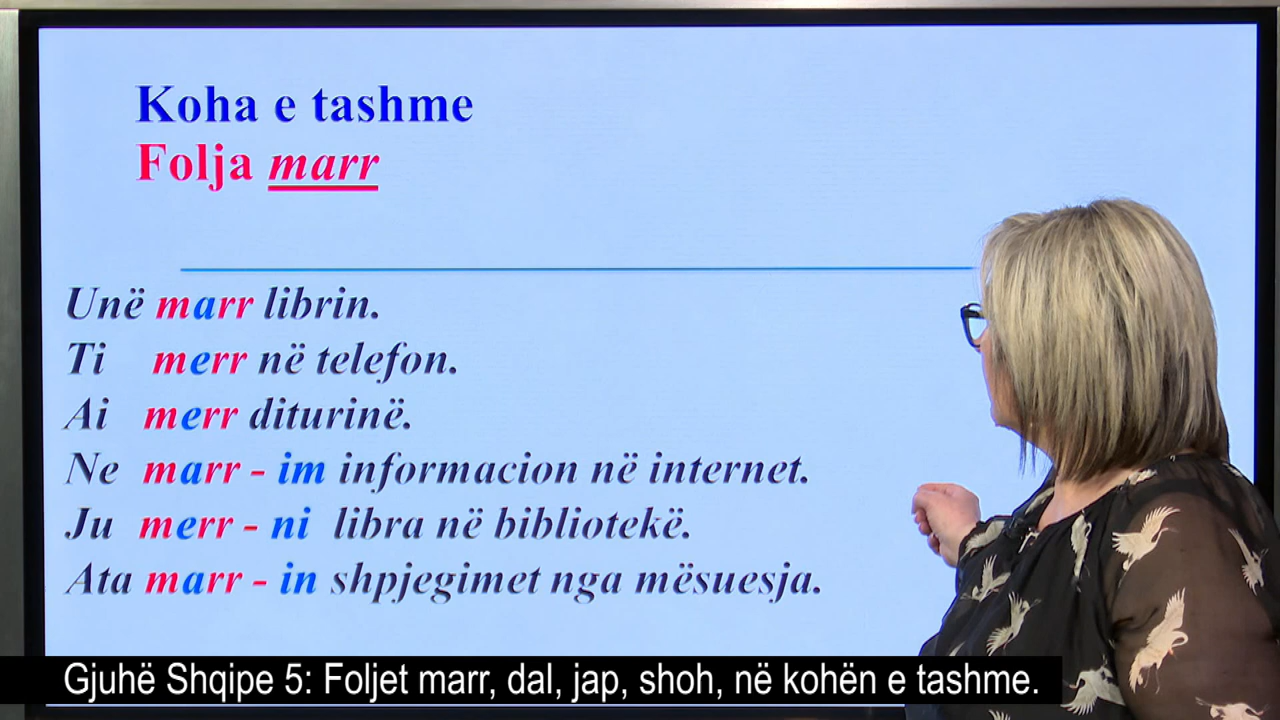 Koha e tashme
Folja marr
Unë marr librin.
Ti merr në telefon.
Ai merr diturinë.
Ne marr - im informacion në internet.
Ju merr - ni libra në bibliotekë.
Ata marr - in shpjegimet nga mësuesja.
Gjuhë Shqipe 5: Foljet marr, dal, jap, shoh, në kohën e tashme.